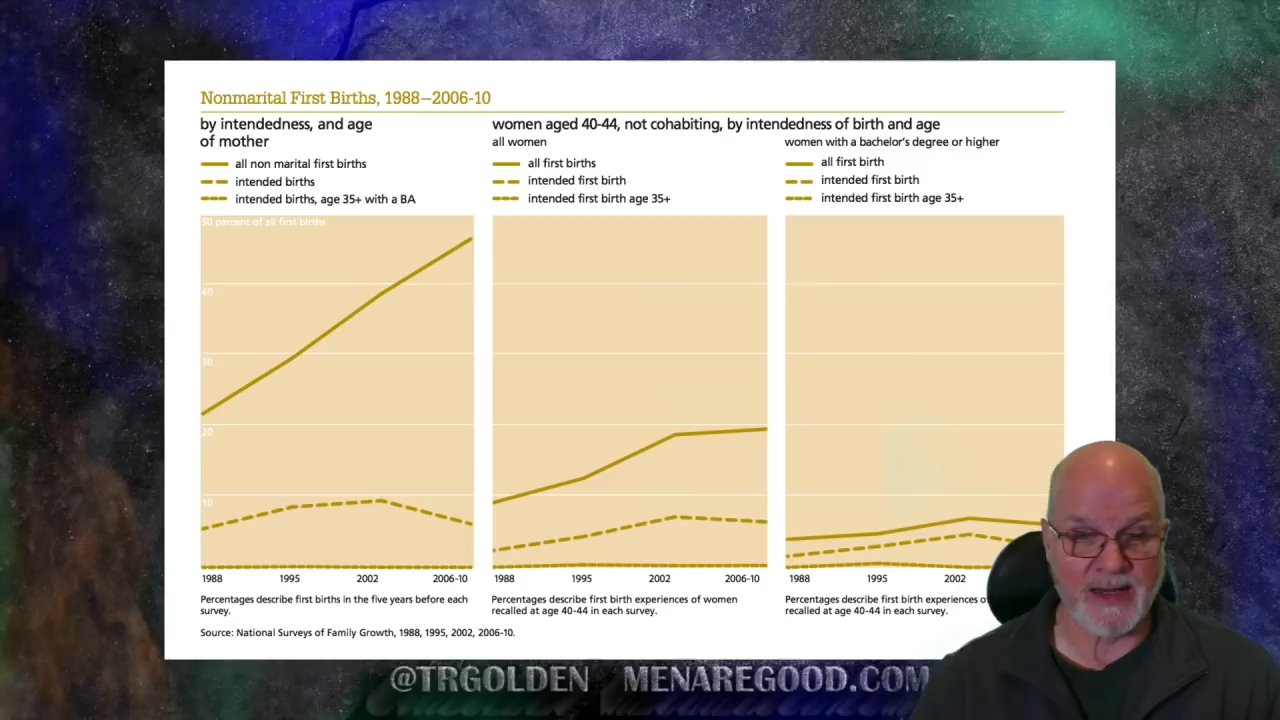 Nonmarital First Births, 1988–2006-10
by intendedness, and age
of mother
all non marital first births
intended births
intended births, age 35+ with a BA
women aged 40-44, not cohabiting, by intendedness of birth and age
all women
all first births
intended first birth
intended first birth age 35+
women with a bachelor's degree or higher
all first birth
intended first birth
intended first birth age 35+
50 percent of all first births
40
30
20
10
1988 1995 2002 2006-10
1988 1995 2002 2006-10
1988 1995 2002
Percentages describe first births in the five years before each
survey.
Percentages describe first birth experiences of women
recalled at age 40-44 in each survey.
Percentages describe first birth experiences
recalled at age 40-44 in each survey.
Source: National Surveys of Family Growth, 1988, 1995, 2002, 2006-10.
@TRGOLDEN MENAREGOOD.COM